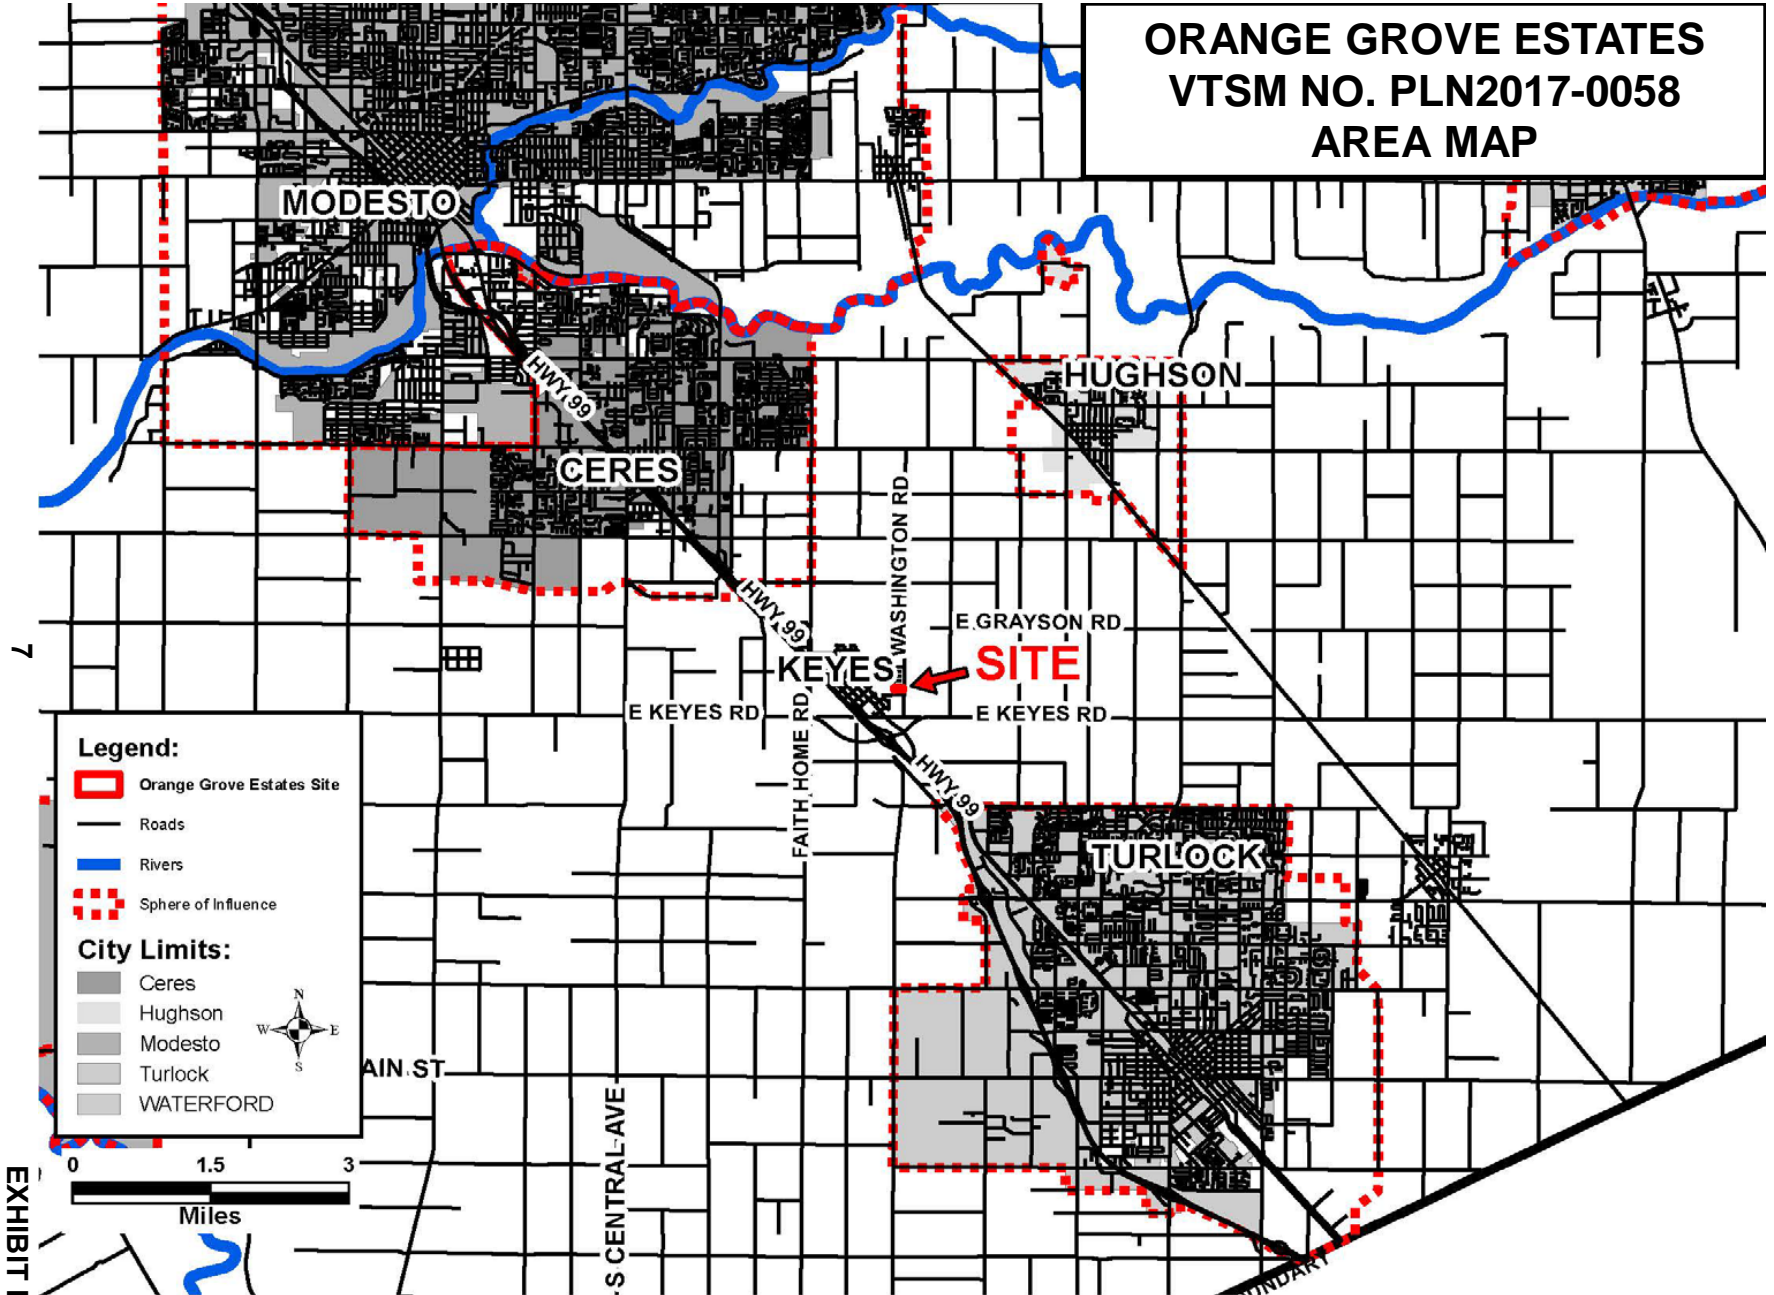 ORANGE GROVE ESTATES
VTSM NO. PLN2017-0058
AREA MAP
MODESTO
HWY 99
HUGHSON
CERES
WASHINGTON RD
HWY 99
E GRAYSON RD
KEYES
SITE
E KEYES RD
E KEYES RD
FAITH HOME RD
HWY 99
TURLOCK
7
Legend:
Orange Grove Estates Site
Roads
Rivers
Sphere of Influence
City Limits:
Ceres
Hughson
Modesto
Turlock
WATERFORD
N
W
E
S
AIN ST
S CENTRAL AVE
0 1.5 3
Miles
UNDARY
EXHIBIT